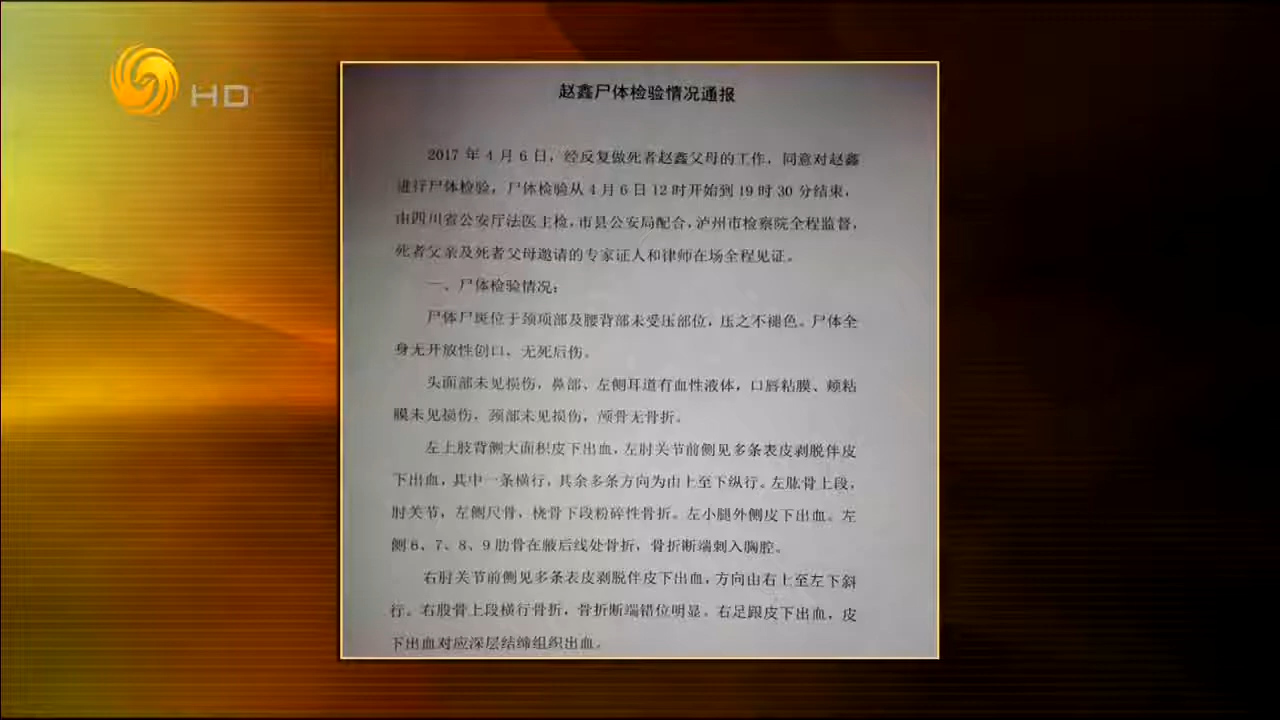 HD
赵鑫尸体检验情况通报
2017 年 4 月 6 日，经反复做死者赵鑫父母的工作，同意对赵鑫
进行尸体检验，尸体检验从 4 月 6 日 12 时开始到 19 时 30 分结束，
由四川省公安厅法医主检，市县公安局配合，泸州市检察院全程监督，
死者父亲及死者父母邀请的专家证人和律师在场全程见证。
一、尸体检验情况：
尸体尸斑位于颈项部及腰背部未受压部位，压之不褪色。尸体全
身无开放性创口，无死后伤。
头面部未见损伤，鼻部、左侧耳道有血性液体，口唇粘膜、颊粘
膜未见损伤，颈部未见损伤，颅骨无骨折。
左上肢背侧大面积皮下出血，左肘关节前侧见多条表皮剥脱伴皮
下出血，其中一条横行，其余多条方向为由上至下纵行。左肱骨上段，
肘关节，左侧尺骨，桡骨下段粉碎性骨折。左小腿外侧皮下出血。左
侧 6、7、8、9 肋骨在腋后线处骨折，骨折断端刺入胸腔。
右肘关节前侧见多条表皮剥脱伴皮下出血，方向由右上至左下斜
行。右股骨上段横行骨折，骨折断端错位明显。右足跟皮下出血，皮
下出血对应深层结缔组织出血。